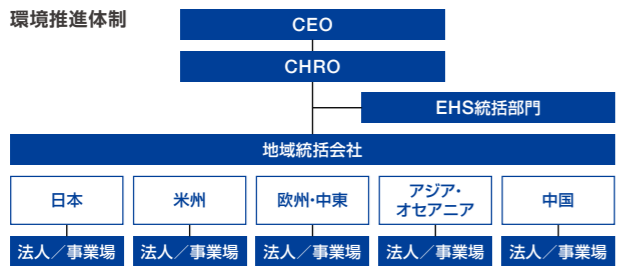 環境推進体制
CEO
CHRO
EHS統括部門
地域統括会社
日本
米州
欧州・中東
アジア・
オセアニア
中国
法人／事業場
法人／事業場
法人／事業場
法人／事業場
法人／事業場